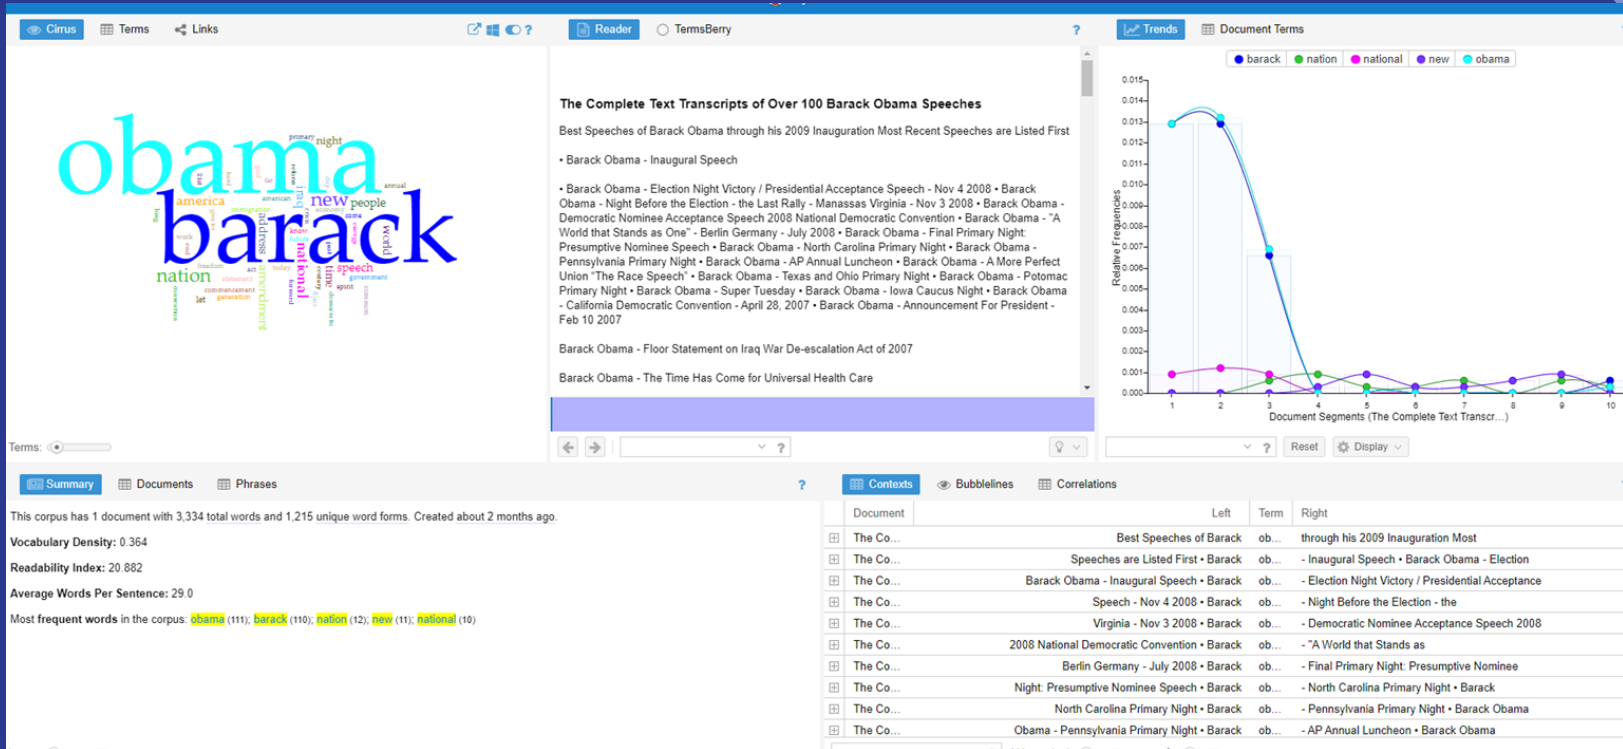 Cirrus
Terms
Links
?
obama
barack
primary
night
annual
america
american
new
people
iraq
address
world
work
national
nation
freedom
act
today
time
speech
statement
government
commencement
let
generation
spirit
amendment
century
forward
know
economy
immigration
Terms:
Reader
TermsBerry
?
The Complete Text Transcripts of Over 100 Barack Obama Speeches
Best Speeches of Barack Obama through his 2009 Inauguration Most Recent Speeches are Listed First
• Barack Obama - Inaugural Speech
• Barack Obama - Election Night Victory / Presidential Acceptance Speech - Nov 4 2008 • Barack
Obama - Night Before the Election - the Last Rally - Manassas Virginia - Nov 3 2008 • Barack Obama -
Democratic Nominee Acceptance Speech 2008 National Democratic Convention • Barack Obama - "A
World that Stands as One" - Berlin Germany - July 2008 • Barack Obama - Final Primary Night:
Presumptive Nominee Speech • Barack Obama - North Carolina Primary Night • Barack Obama -
Pennsylvania Primary Night • Barack Obama - AP Annual Luncheon • Barack Obama - A More Perfect
Union "The Race Speech" • Barack Obama - Texas and Ohio Primary Night • Barack Obama - Potomac
Primary Night • Barack Obama - Super Tuesday • Barack Obama - Iowa Caucus Night • Barack Obama
- California Democratic Convention - April 28, 2007 • Barack Obama - Announcement For President -
Feb 10 2007
Barack Obama - Floor Statement on Iraq War De-escalation Act of 2007
Barack Obama - The Time Has Come for Universal Health Care
?
Trends
Document Terms
barack nation national new obama
0.015
0.014
0.013
0.012
0.011
0.010
0.009
0.008
0.007
0.006
0.005
0.004
0.003
0.002
0.001
0.000
Relative Frequencies
1 2 3 4 5 6 7 8 9 10
Document Segments (The Complete Text Transcr...)
? Reset Display
Summary
Documents
Phrases
?
This corpus has 1 document with 3,334 total words and 1,215 unique word forms. Created about 2 months ago.
Vocabulary Density: 0.364
Readability Index: 20.882
Average Words Per Sentence: 29.0
Most frequent words in the corpus: obama (111); barack (110); nation (12); new (11); national (10)
Contexts
Bubblelines
Correlations
Document Left Term Right
The Co... Best Speeches of Barack ob... through his 2009 Inauguration Most
The Co... Speeches are Listed First • Barack ob... - Inaugural Speech • Barack Obama - Election
The Co... Barack Obama - Inaugural Speech • Barack ob... - Election Night Victory / Presidential Acceptance
The Co... Speech - Nov 4 2008 • Barack ob... - Night Before the Election - the
The Co... Virginia - Nov 3 2008 • Barack ob... - Democratic Nominee Acceptance Speech 2008
The Co... 2008 National Democratic Convention • Barack ob... - "A World that Stands as
The Co... Berlin Germany - July 2008 • Barack ob... - Final Primary Night: Presumptive Nominee
The Co... Night: Presumptive Nominee Speech • Barack ob... - North Carolina Primary Night • Barack
The Co... North Carolina Primary Night • Barack ob... - Pennsylvania Primary Night • Barack Obama
The Co... Obama - Pennsylvania Primary Night • Barack ob... - AP Annual Luncheon • Barack Obama